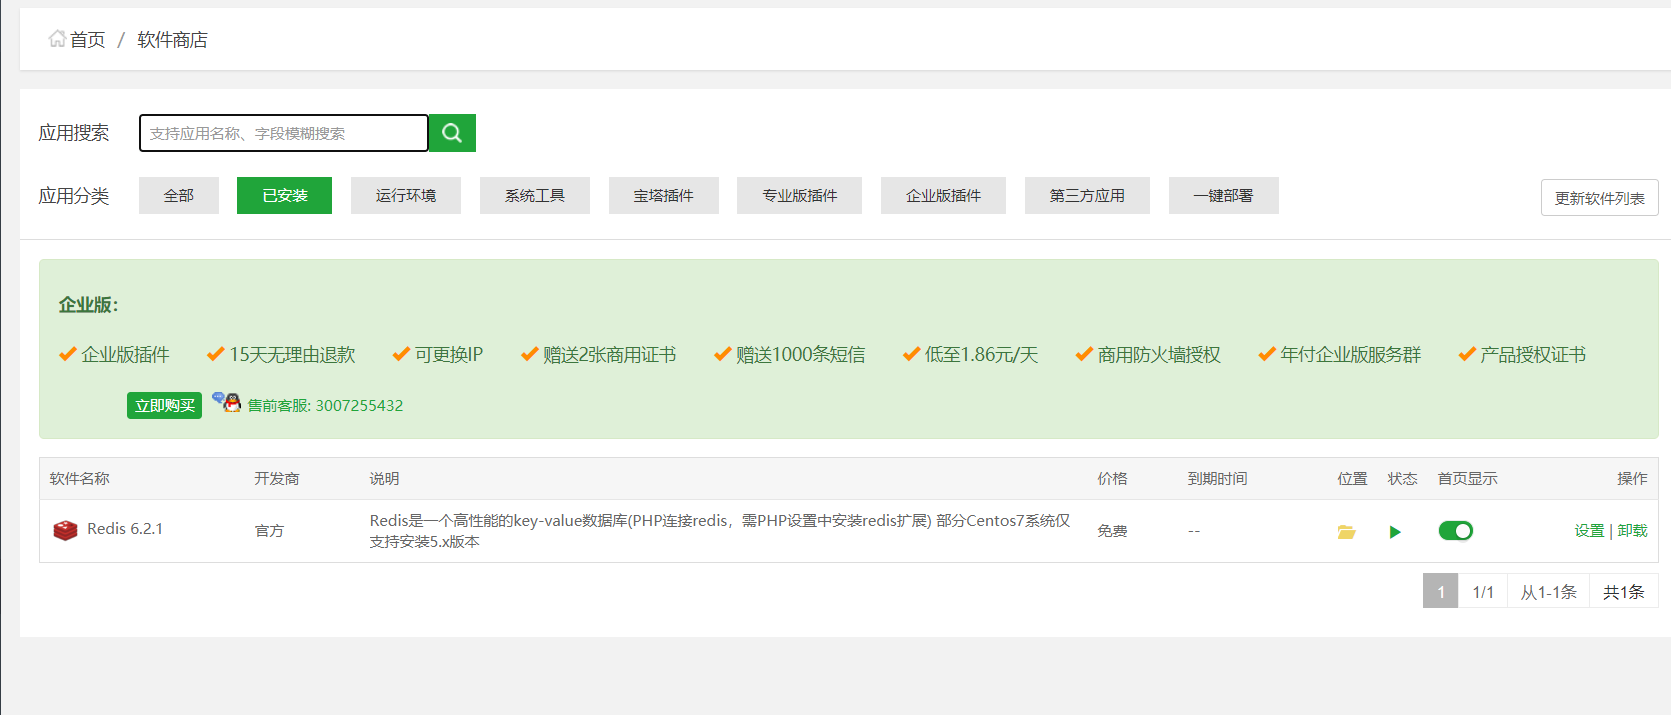 首页 / 软件商店
应用搜索 支持应用名称、字段模糊搜索
应用分类 全部 已安装 运行环境 系统工具 宝塔插件 专业版插件 企业版插件 第三方应用 一键部署 更新软件列表
企业版：
企业版插件 15天无理由退款 可更换IP 赠送2张商用证书 赠送1000条短信 低至1.86元/天 商用防火墙授权 年付企业版服务群 产品授权证书
立即购买 售前客服: 3007255432
软件名称 开发商 说明 价格 到期时间 位置 状态 首页显示 操作
Redis 6.2.1 官方 Redis是一个高性能的key-value数据库(PHP连接redis，需PHP设置中安装redis扩展) 部分Centos7系统仅 免费 -- 设置 | 卸载
支持安装5.x版本
1 1/1 从1-1条 共1条